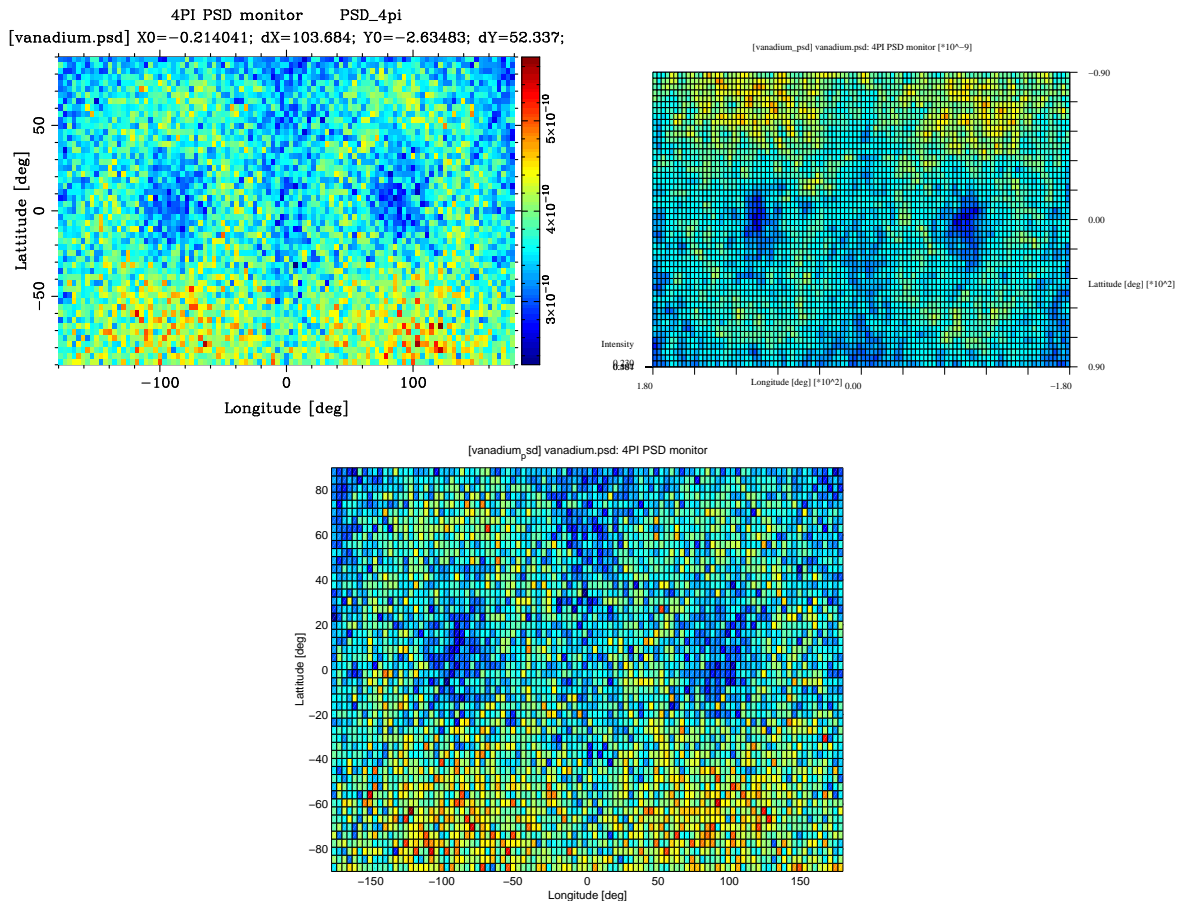 4PI PSD monitor PSD_4pi
[vanadium.psd] X0=−0.214041; dX=103.684; Y0=−2.63483; dY=52.337;
Lattitude [deg]
50
0
−50
−100
0
100
Longitude [deg]
5×10⁻¹⁰
4×10⁻¹⁰
3×10⁻¹⁰
[vanadium_psd] vanadium.psd: 4PI PSD monitor [*10^−9]
−0.90
0.00
Lattitude [deg] [*10^2]
0.90
Intensity
0.230
1.80
Longitude [deg] [*10^2]
0.00
−1.80
[vanadium_psd] vanadium.psd: 4PI PSD monitor
Lattitude [deg]
80
60
40
20
0
−20
−40
−60
−80
−150
−100
−50
0
50
100
150
Longitude [deg]